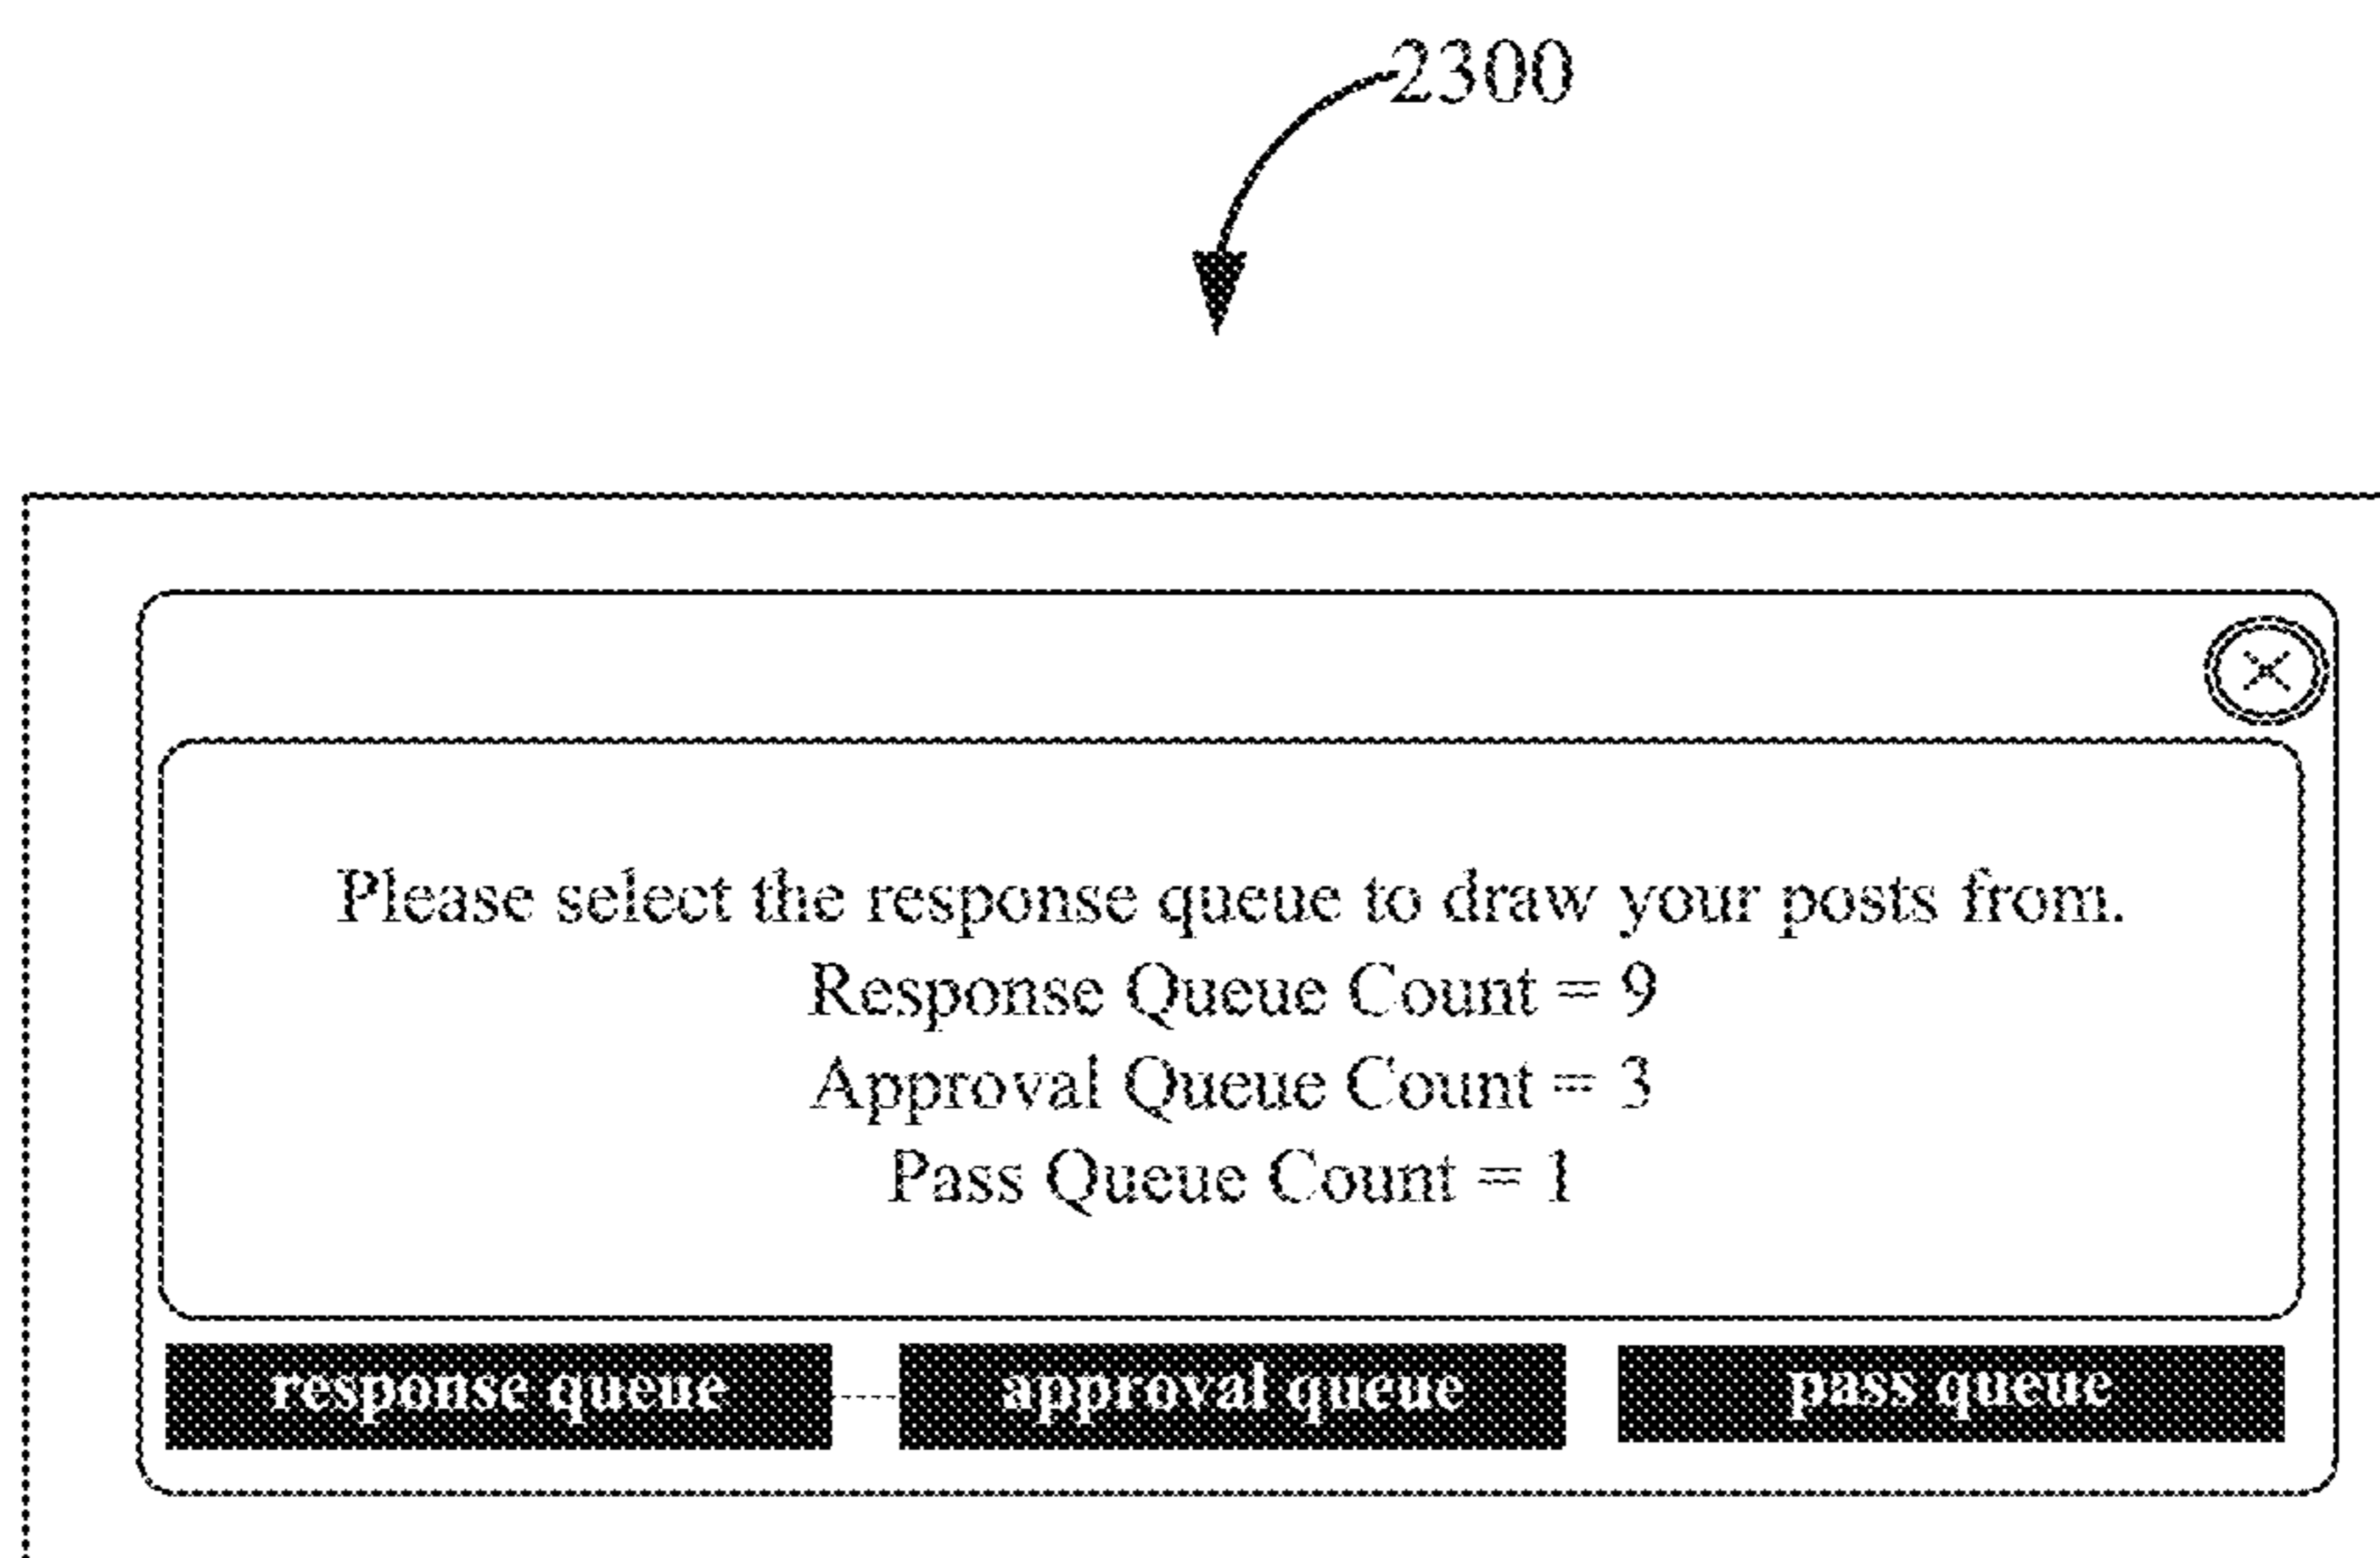 2300
Please select the response queue to draw your posts from.
Response Queue Count = 9
Approval Queue Count = 3
Pass Queue Count = 1
response queue approval queue pass queue